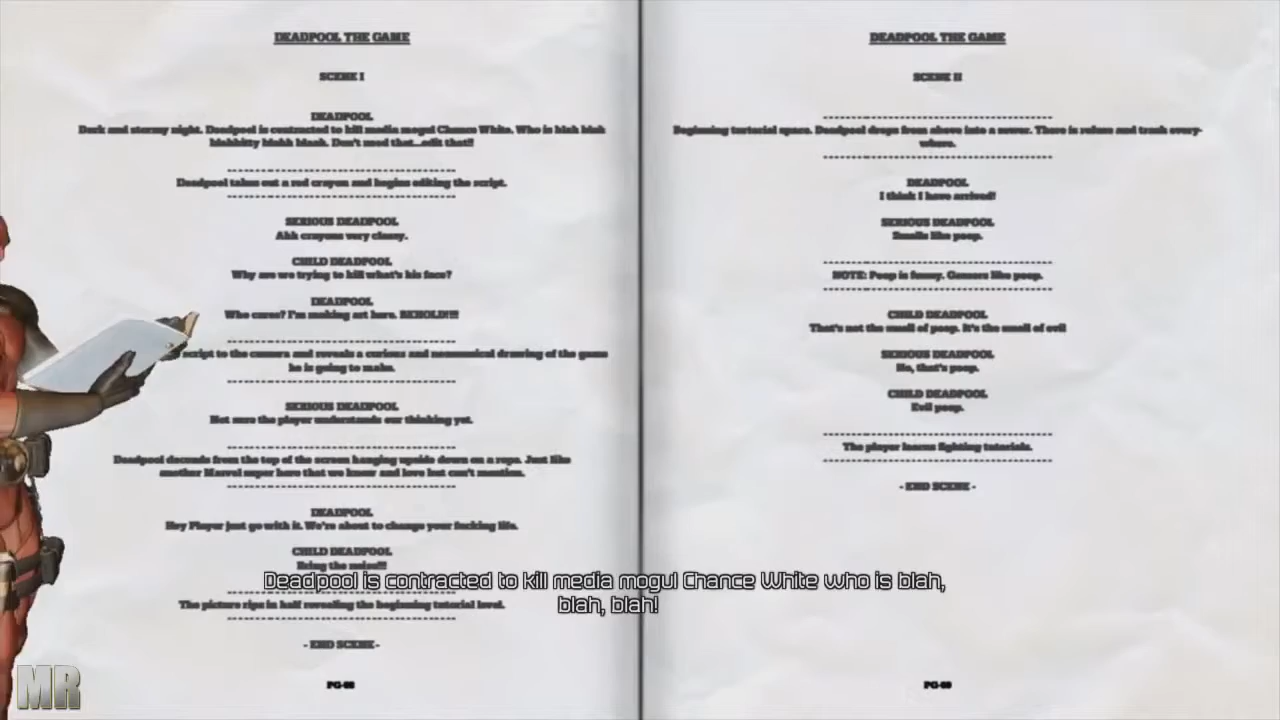 DEADPOOL THE GAME
SCENE I
DEADPOOL
Dark and stormy night. Deadpool is contracted to kill media mogul Chance White. Who is blah blah
blahbity blahh blaah. Don't need that...edit that!!
Deadpool takes out a red crayon and begins editing the script.
SERIOUS DEADPOOL
Ahh crayons very classy.
CHILD DEADPOOL
Why are we trying to kill what's his face?
DEADPOOL
Who cares? I'm making art here. BEHOLD!!!!
script to the camera and reveals a curious and nonsensical drawing of the game
he is going to make.
SERIOUS DEADPOOL
Not sure the player understands our thinking yet.
Deadpool decends from the top of the screen hanging upside down on a rope. Just like
another Marvel super hero that we know and love but can't mention.
DEADPOOL
Hey Player just go with it. We're about to change your fucking life.
CHILD DEADPOOL
Bring the noise!!!
The picture rips in half revealing the beginning tutorial level.
- END SCENE -
DEADPOOL THE GAME
SCENE II
Beginning tutorial space. Deadpool drops from above into a sewer. There is refuse and trash every-
where.
DEADPOOL
I think I have arrived!
SERIOUS DEADPOOL
Smells like poop.
NOTE: Poop is funny. Gamers like poop.
CHILD DEADPOOL
That's not the smell of poop. It's the smell of evil
SERIOUS DEADPOOL
No, that's poop.
CHILD DEADPOOL
Evil poop.
The player learns fighting tutorials.
- END SCENE -
Deadpool is contracted to kill media mogul Chance White who is blah,
blah, blah!
MR